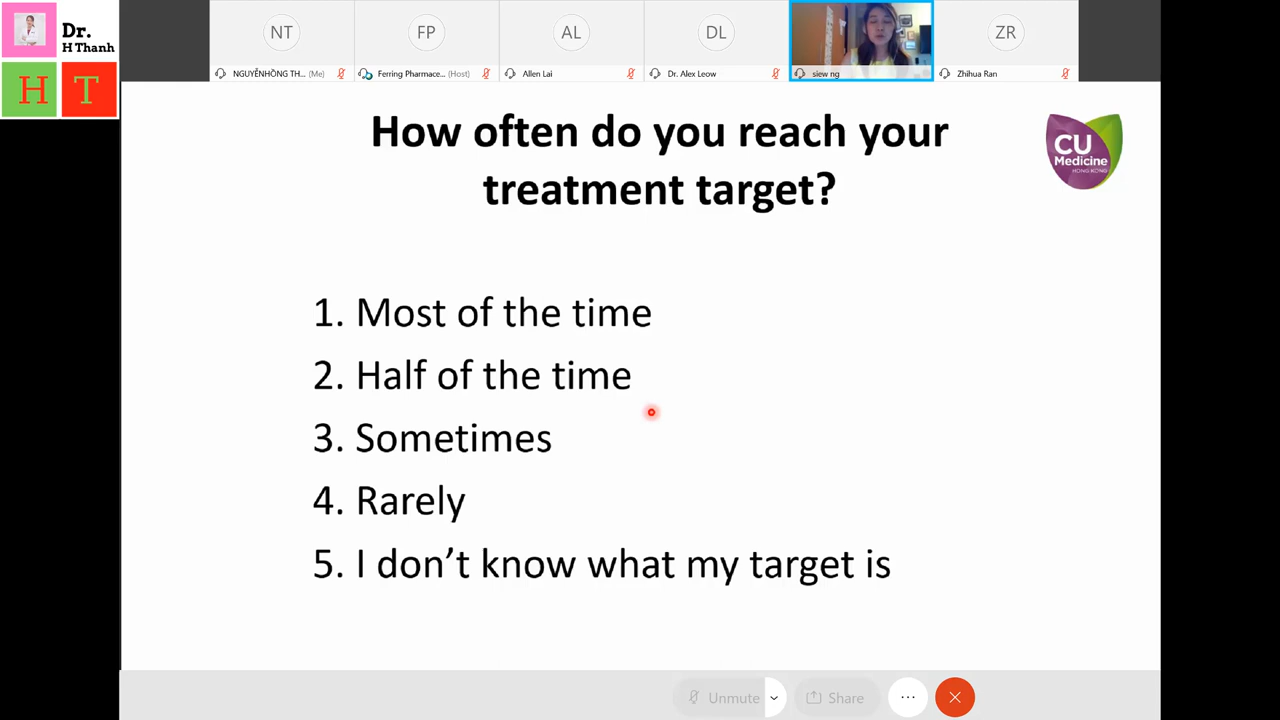 Dr.
H Thanh
H T
NT
FP
AL
DL
ZR
NGUYỄNHỒNG TH... (Me)
Ferring Pharmace... (Host)
Allen Lai
Dr. Alex Leow
siew ng
Zhihua Ran
How often do you reach your
treatment target?
CU
Medicine
HONG KONG
1. Most of the time
2. Half of the time
3. Sometimes
4. Rarely
5. I don’t know what my target is
Unmute
Share